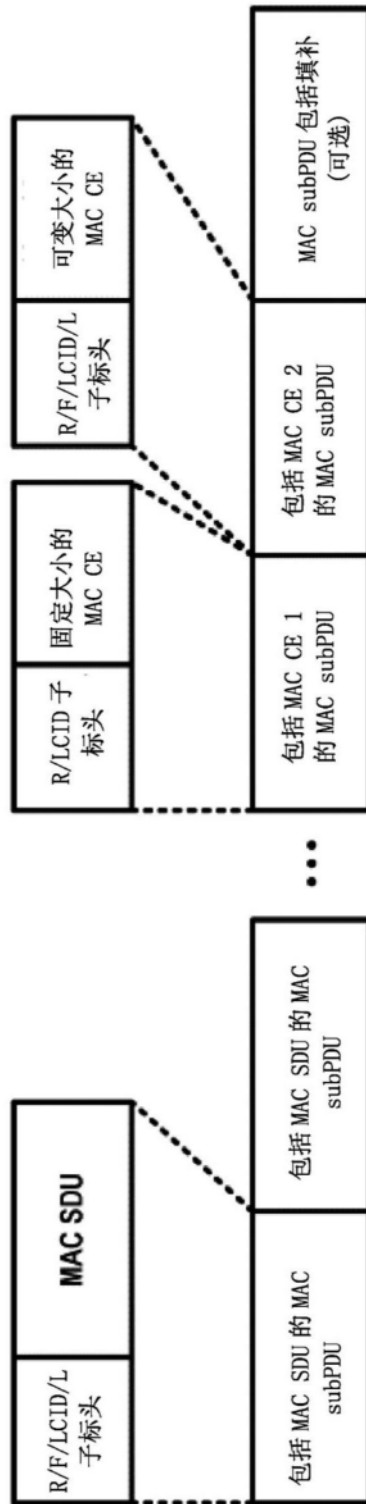 R/F/LCID/L
子标头
MAC SDU
R/LCID 子
标头
固定大小的
MAC CE
R/F/LCID/L
子标头
可变大小的
MAC CE
包括 MAC SDU 的 MAC
subPDU
包括 MAC SDU 的 MAC
subPDU
...
包括 MAC CE 1
的 MAC subPDU
包括 MAC CE 2
的 MAC subPDU
MAC subPDU 包括填补
(可选)